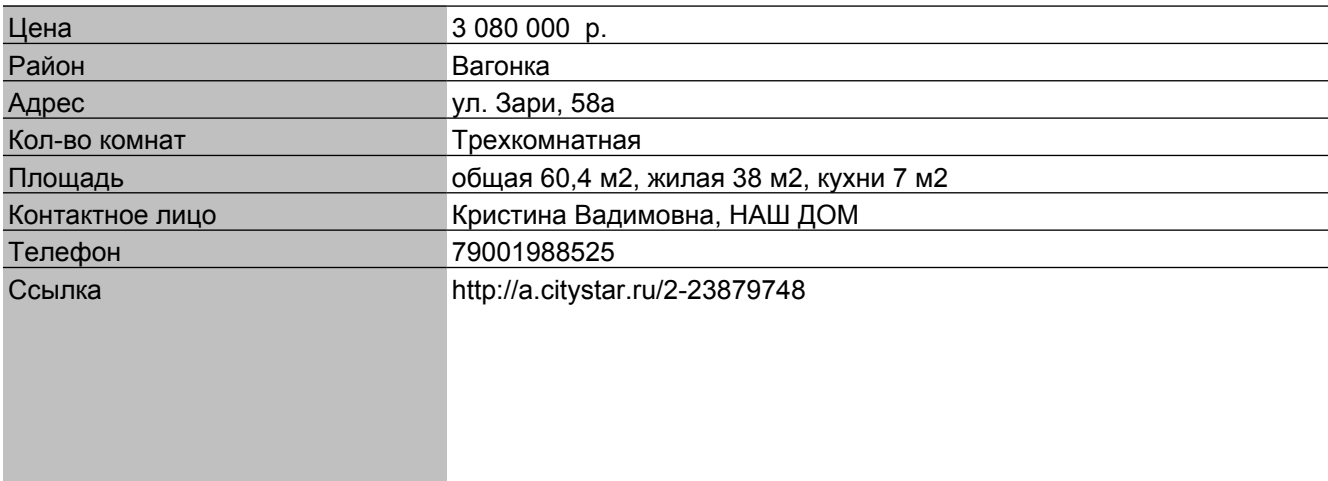 Цена 3 080 000 р.
Район Вагонка
Адрес ул. Зари, 58а
Кол-во комнат Трехкомнатная
Площадь общая 60,4 м2, жилая 38 м2, кухни 7 м2
Контактное лицо Кристина Вадимовна, НАШ ДОМ
Телефон 79001988525
Ссылка http://a.citystar.ru/2-23879748